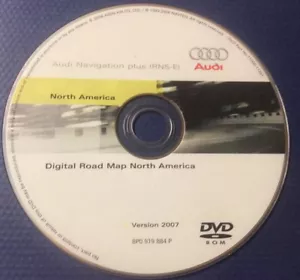 Audi Navigation plus (RNS-E)
Audi
North America
Digital Road Map North America
Version 2007
8P0 919 884 P
DVD
ROM